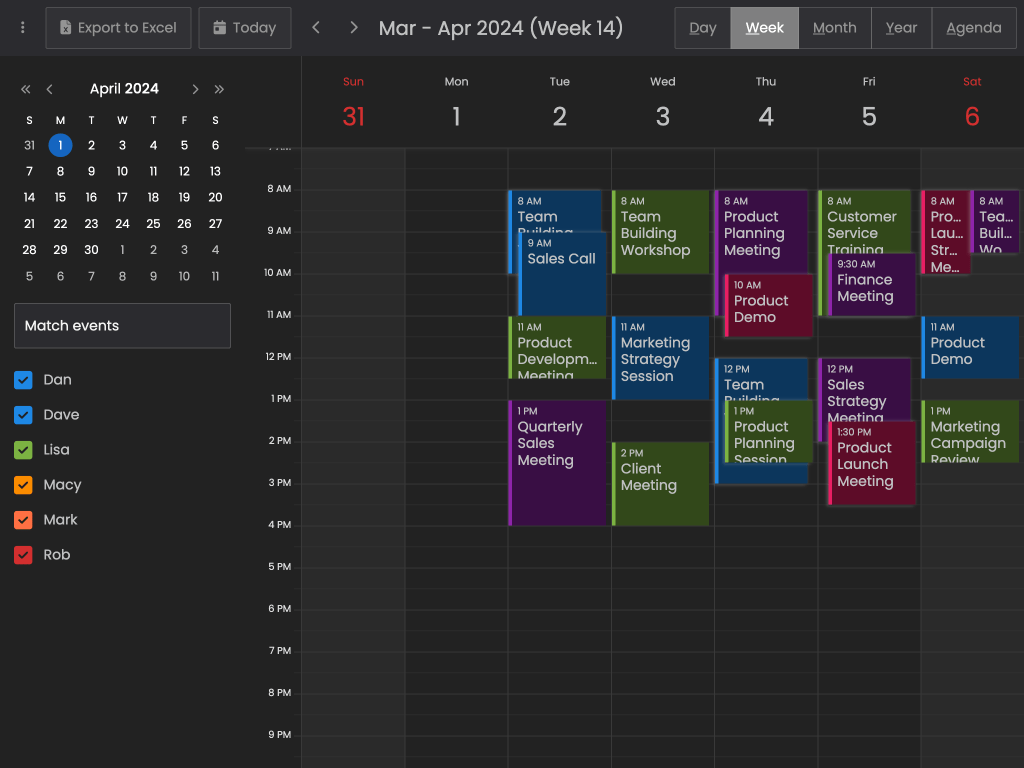 Export to Excel
Today
Mar - Apr 2024 (Week 14)
Day
Week
Month
Year
Agenda
April 2024
S M T W T F S
31 1 2 3 4 5 6
7 8 9 10 11 12 13
14 15 16 17 18 19 20
21 22 23 24 25 26 27
28 29 30 1 2 3 4
5 6 7 8 9 10 11
Match events
Dan
Dave
Lisa
Macy
Mark
Rob
Sun Mon Tue Wed Thu Fri Sat
31 1 2 3 4 5 6
8 AM
9 AM
10 AM
11 AM
12 PM
1 PM
2 PM
3 PM
4 PM
5 PM
6 PM
7 PM
8 PM
9 PM
8 AM
Team
Building
9 AM
Sales Call
11 AM
Product
Developm...
Meeting
1 PM
Quarterly
Sales
Meeting
8 AM
Team
Building
Workshop
11 AM
Marketing
Strategy
Session
2 PM
Client
Meeting
8 AM
Product
Planning
Meeting
10 AM
Product
Demo
12 PM
Team
Building
1 PM
Product
Planning
Session
8 AM
Customer
Service
Training
9:30 AM
Finance
Meeting
12 PM
Sales
Strategy
Meeting
1:30 PM
Product
Launch
Meeting
8 AM
Pro...
Lau...
Str...
Me...
8 AM
Tea...
Buil...
Wo...
11 AM
Product
Demo
1 PM
Marketing
Campaign
Review